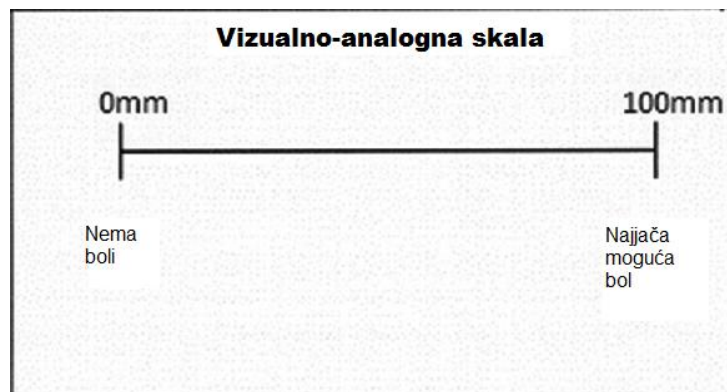 Vizualno-analogna skala
0mm
100mm
Nema
boli
Najjača
moguća
bol